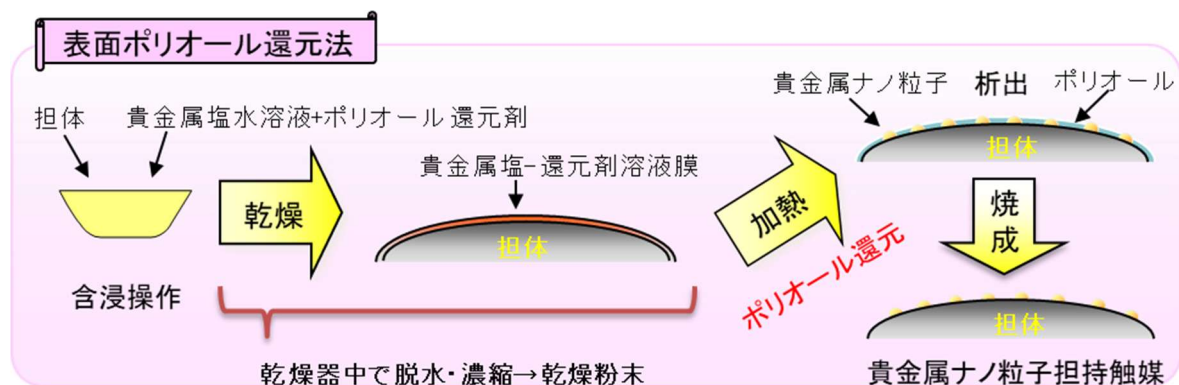 表面ポリオール還元法
担体
貴金属塩水溶液+ポリオール還元剤
含浸操作
乾燥
貴金属塩-還元剤溶液膜
担体
乾燥器中で脱水・濃縮→乾燥粉末
加熱
ポリオール還元
貴金属ナノ粒子
析出
ポリオール
担体
焼成
担体
貴金属ナノ粒子担持触媒